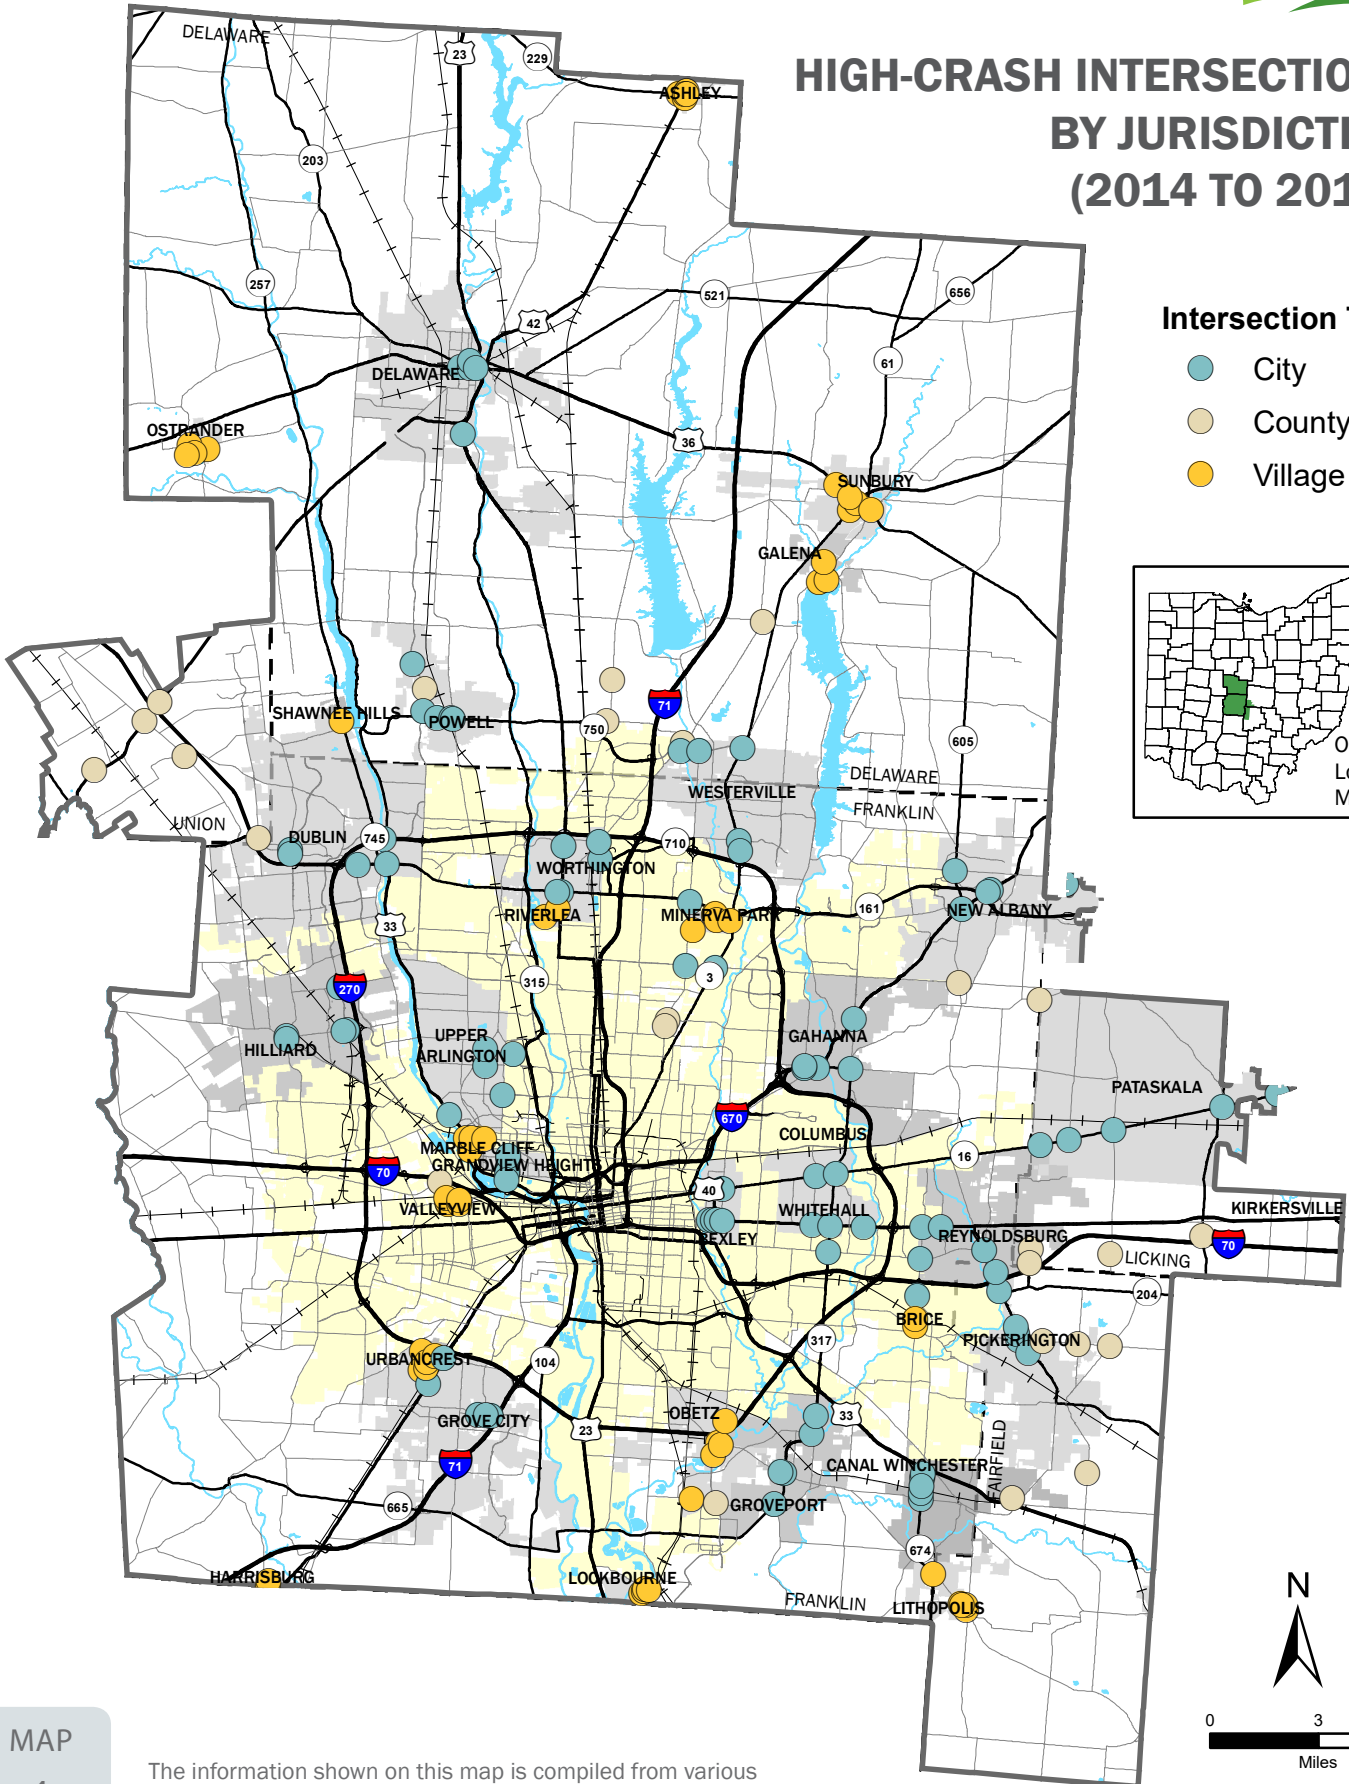 HIGH-CRASH INTERSECTIO
BY JURISDICTI
(2014 TO 201
Intersection
City
County
Village
DELAWARE
23
229
ASHLEY
203
257
521
656
42
61
DELAWARE
OSTRANDER
36
SUNBURY
GALENA
SHAWNEE HILLS
POWELL
71
750
605
WESTERVILLE
DELAWARE
FRANKLIN
UNION
DUBLIN
745
710
WORTHINGTON
RIVERLEA
MINERVA PARK
161
NEW ALBANY
33
270
315
3
HILLIARD
UPPER
ARLINGTON
GAHANNA
PATASKALA
670
COLUMBUS
MARBLE CLIFF
GRANDVIEW HEIGHTS
70
16
40
VALLEYVIEW
WHITEHALL
BEXLEY
REYNOLDSBURG
KIRKERSVILLE
70
LICKING
204
BRICE
PICKERINGTON
317
URBANCREST
104
GROVE CITY
OBETZ
23
33
71
CANAL WINCHESTER
FAIRFIELD
665
GROVEPORT
674
HARRISBURG
LOCKBOURNE
FRANKLIN
LITHOPOLIS
O
Lo
M
N
0
3
Miles
MAP
The information shown on this map is compiled from various